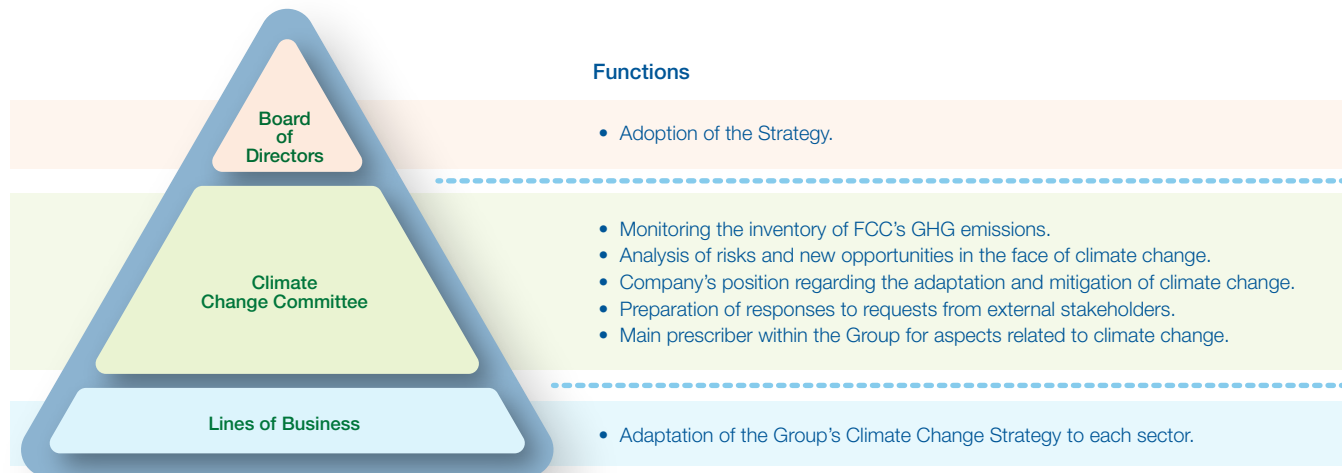 Functions
Board
of
Directors
• Adoption of the Strategy.
Climate
Change Committee
• Monitoring the inventory of FCC's GHG emissions.
• Analysis of risks and new opportunities in the face of climate change.
• Company's position regarding the adaptation and mitigation of climate change.
• Preparation of responses to requests from external stakeholders.
• Main prescriber within the Group for aspects related to climate change.
Lines of Business
• Adaptation of the Group's Climate Change Strategy to each sector.